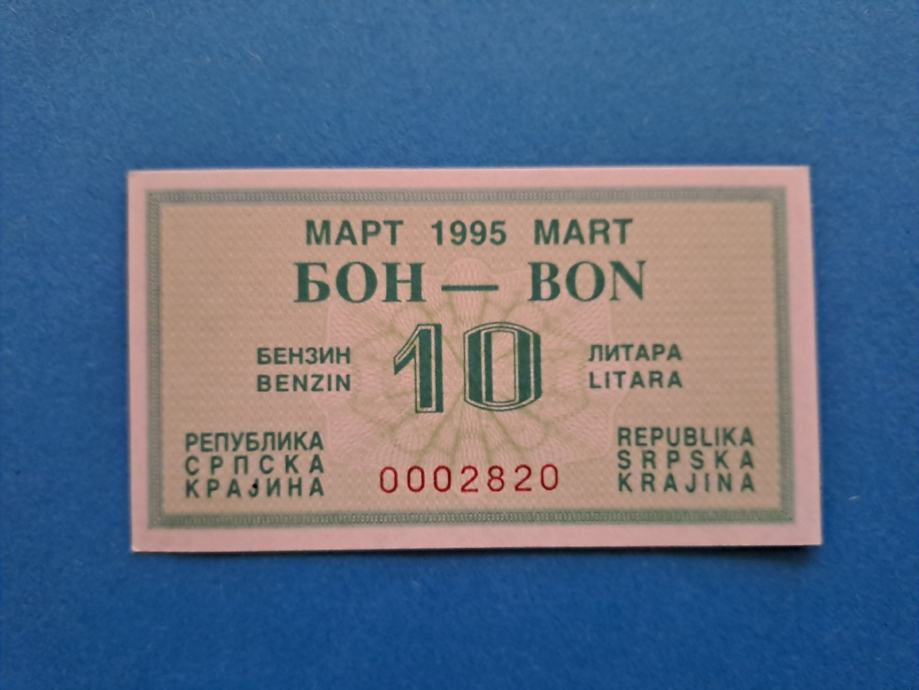 МАРТ 1995 MART
БОН — BON
БЕНЗИН
BENZIN
10
ЛИТАРА
LITARA
РЕПУБЛИКА
СРПСКА
КРАЈИНА
0002820
REPUBLIKA
SRPSKA
KRAJINA